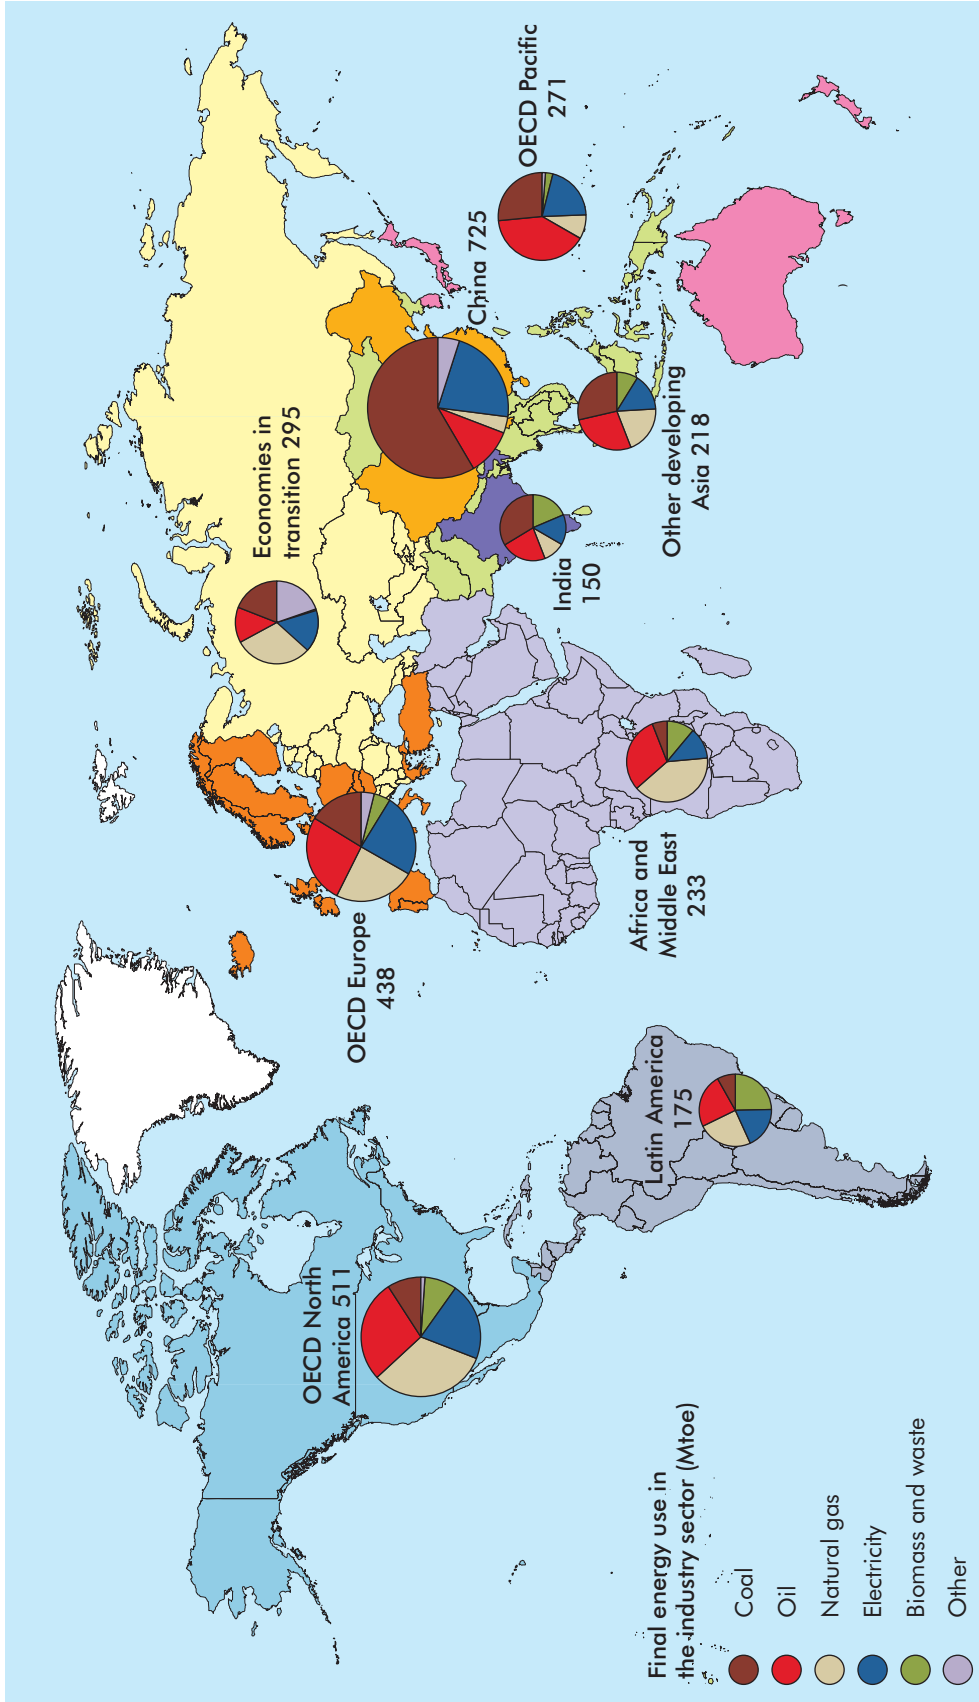 OECD North
America 511
OECD Europe
438
Economies in
transition 295
China 725
OECD Pacific
271
India
150
Other developing
Asia 218
Africa and
Middle East
233
Latin America
175
Final energy use in
the industry sector (Mtoe)
Coal
Oil
Natural gas
Electricity
Biomass and waste
Other